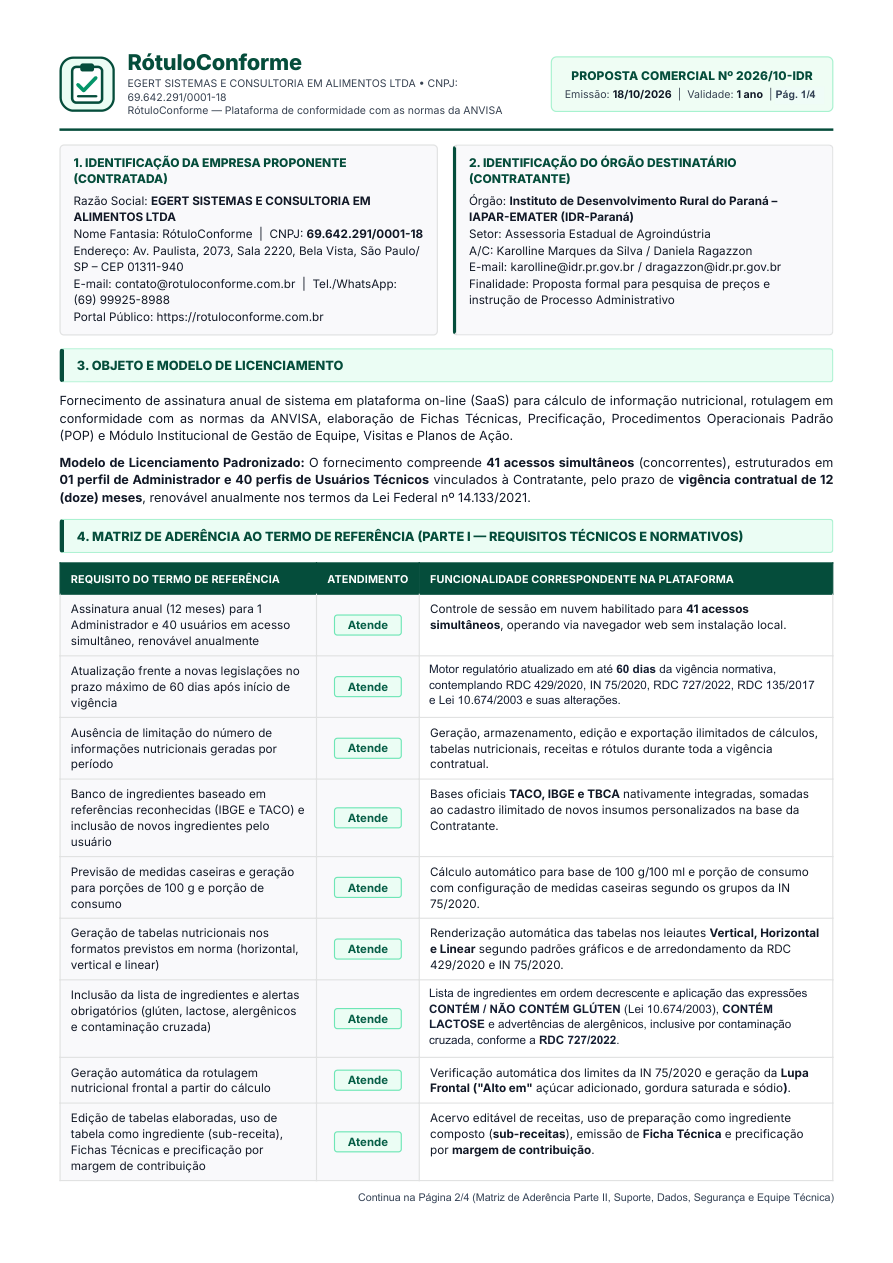 RótuloConforme
EGERT SISTEMAS E CONSULTORIA EM ALIMENTOS LTDA • CNPJ:
69.642.291/0001-18
RótuloConforme — Plataforma de conformidade com as normas da ANVISA
PROPOSTA COMERCIAL Nº 2026/10-IDR
Emissão: 18/10/2026 | Validade: 1 ano | Pág. 1/4
1. IDENTIFICAÇÃO DA EMPRESA PROPONENTE
(CONTRATADA)
Razão Social: EGERT SISTEMAS E CONSULTORIA EM
ALIMENTOS LTDA
Nome Fantasia: RótuloConforme | CNPJ: 69.642.291/0001-18
Endereço: Av. Paulista, 2073, Sala 2220, Bela Vista, São Paulo/
SP – CEP 01311-940
E-mail: contato@rotuloconforme.com.br | Tel./WhatsApp:
(69) 99925-8988
Portal Público: https://rotuloconforme.com.br
2. IDENTIFICAÇÃO DO ÓRGÃO DESTINATÁRIO
(CONTRATANTE)
Órgão: Instituto de Desenvolvimento Rural do Paraná –
IAPAR-EMATER (IDR-Paraná)
Setor: Assessoria Estadual de Agroindústria
A/C: Karolline Marques da Silva / Daniela Ragazzon
E-mail: karolline@idr.pr.gov.br / dragazzon@idr.pr.gov.br
Finalidade: Proposta formal para pesquisa de preços e
instrução de Processo Administrativo
3. OBJETO E MODELO DE LICENCIAMENTO
Fornecimento de assinatura anual de sistema em plataforma on-line (SaaS) para cálculo de informação nutricional, rotulagem em
conformidade com as normas da ANVISA, elaboração de Fichas Técnicas, Precificação, Procedimentos Operacionais Padrão
(POP) e Módulo Institucional de Gestão de Equipe, Visitas e Planos de Ação.
Modelo de Licenciamento Padronizado: O fornecimento compreende 41 acessos simultâneos (concorrentes), estruturados em
01 perfil de Administrador e 40 perfis de Usuários Técnicos vinculados à Contratante, pelo prazo de vigência contratual de 12
(doze) meses, renovável anualmente nos termos da Lei Federal nº 14.133/2021.
4. MATRIZ DE ADERÊNCIA AO TERMO DE REFERÊNCIA (PARTE I — REQUISITOS TÉCNICOS E NORMATIVOS)
REQUISITO DO TERMO DE REFERÊNCIA
ATENDIMENTO
FUNCIONALIDADE CORRESPONDENTE NA PLATAFORMA
Assinatura anual (12 meses) para 1
Administrador e 40 usuários em acesso
simultâneo, renovável anualmente
Atende
Controle de sessão em nuvem habilitado para 41 acessos
simultâneos, operando via navegador web sem instalação local.
Atualização frente a novas legislações no
prazo máximo de 60 dias após início de
vigência
Atende
Motor regulatório atualizado em até 60 dias da vigência normativa,
contemplando RDC 429/2020, IN 75/2020, RDC 727/2022, RDC 135/2017
e Lei 10.674/2003 e suas alterações.
Ausência de limitação do número de
informações nutricionais geradas por
período
Atende
Geração, armazenamento, edição e exportação ilimitados de cálculos,
tabelas nutricionais, receitas e rótulos durante toda a vigência
contratual.
Banco de ingredientes baseado em
referências reconhecidas (IBGE e TACO) e
inclusão de novos ingredientes pelo
usuário
Atende
Bases oficiais TACO, IBGE e TBCA nativamente integradas, somadas
ao cadastro ilimitado de novos insumos personalizados na base da
Contratante.
Previsão de medidas caseiras e geração
para porções de 100 g e porção de
consumo
Atende
Cálculo automático para base de 100 g/100 ml e porção de consumo
com configuração de medidas caseiras segundo os grupos da IN
75/2020.
Geração de tabelas nutricionais nos
formatos previstos em norma (horizontal,
vertical e linear)
Atende
Renderização automática das tabelas nos leiautes Vertical, Horizontal
e Linear segundo padrões gráficos e de arredondamento da RDC
429/2020 e IN 75/2020.
Inclusão da lista de ingredientes e alertas
obrigatórios (glúten, lactose, alergênicos
e contaminação cruzada)
Atende
Lista de ingredientes em ordem decrescente e aplicação das expressões
CONTÉM / NÃO CONTÉM GLÚTEN (Lei 10.674/2003), CONTÉM
LACTOSE e advertências de alergênicos, inclusive por contaminação
cruzada, conforme a RDC 727/2022.
Geração automática da rotulagem
nutricional frontal a partir do cálculo
Atende
Verificação automática dos limites da IN 75/2020 e geração da Lupa
Frontal ("Alto em" açúcar adicionado, gordura saturada e sódio).
Edição de tabelas elaboradas, uso de
tabela como ingrediente (sub-receita),
Fichas Técnicas e precificação por
margem de contribuição
Atende
Acervo editável de receitas, uso de preparação como ingrediente
composto (sub-receitas), emissão de Ficha Técnica e precificação
por margem de contribuição.
Continua na Página 2/4 (Matriz de Aderência Parte II, Suporte, Dados, Segurança e Equipe Técnica)